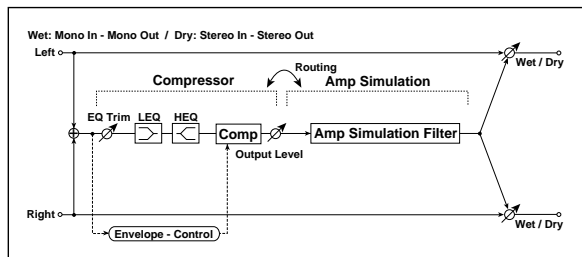 Wet: Mono In - Mono Out / Dry: Stereo In - Stereo Out
Left
Wet / Dry
Routing
Compressor
Amp Simulation
EQ Trim
LEQ
HEQ
Comp
Output Level
Amp Simulation Filter
Right
Wet / Dry
Envelope - Control